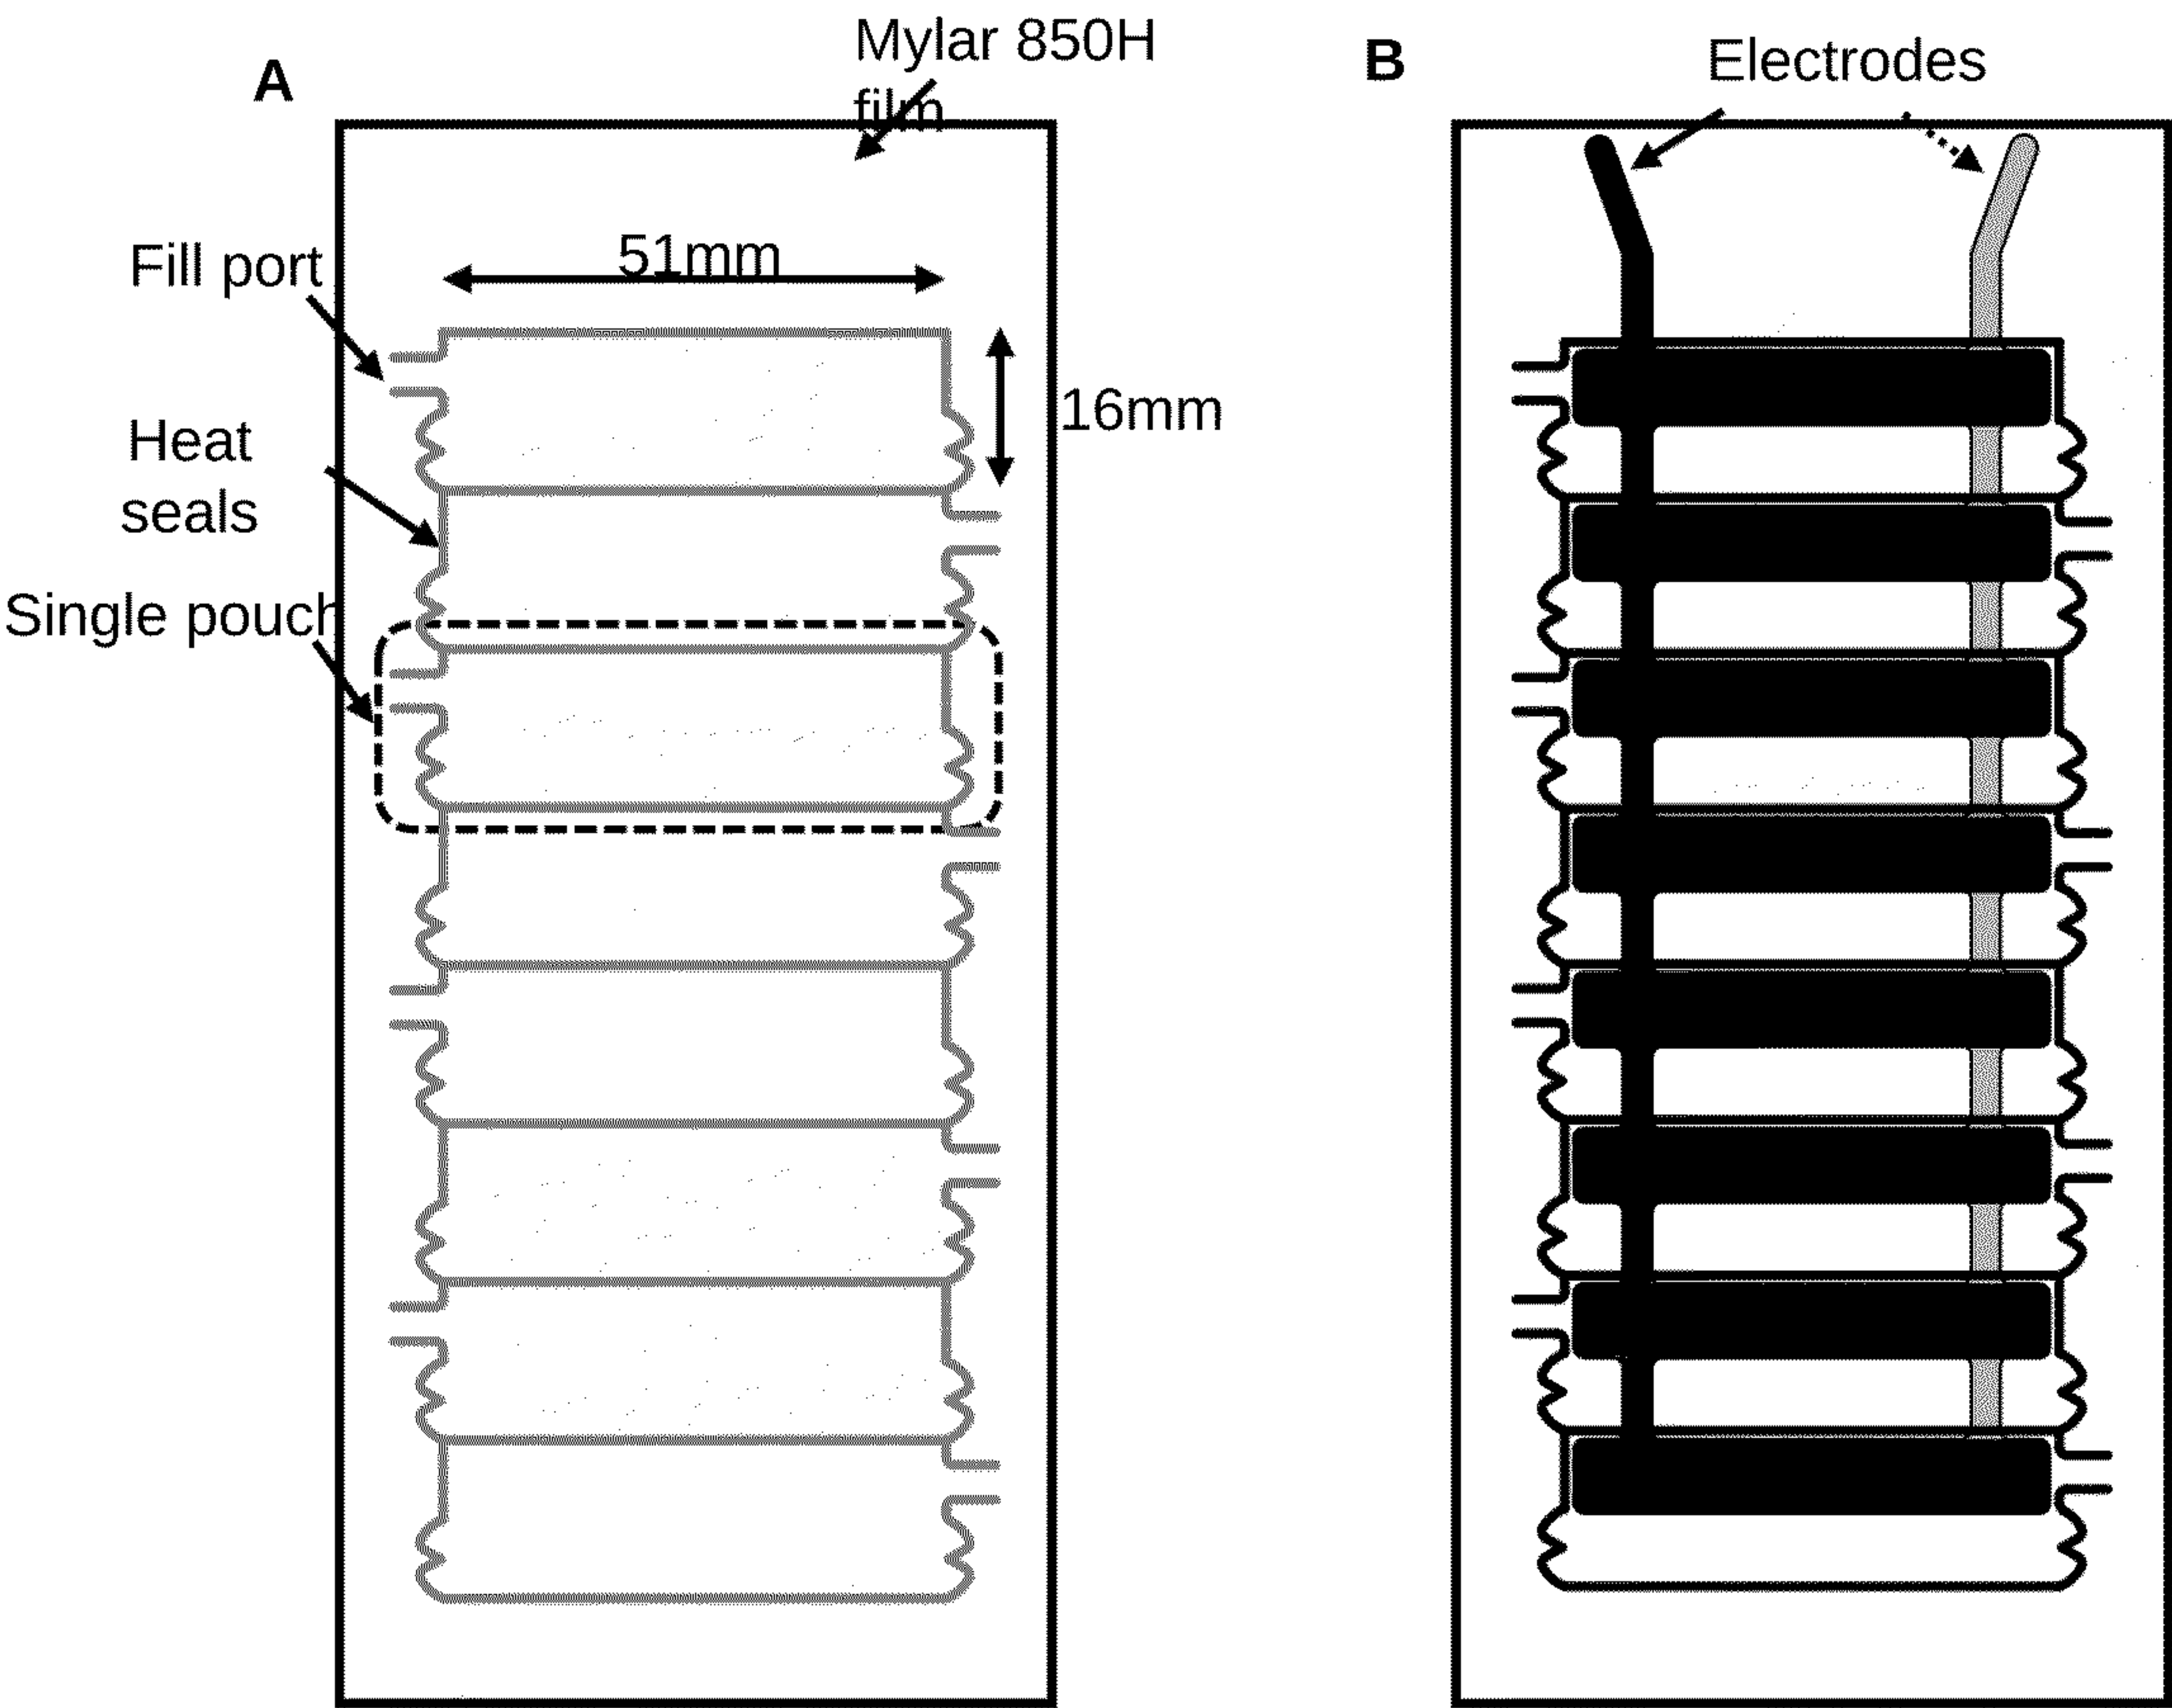 A
Mylar 850H
film
B
Electrodes
Fill port
51mm
Heat
seals
16mm
Single pouch